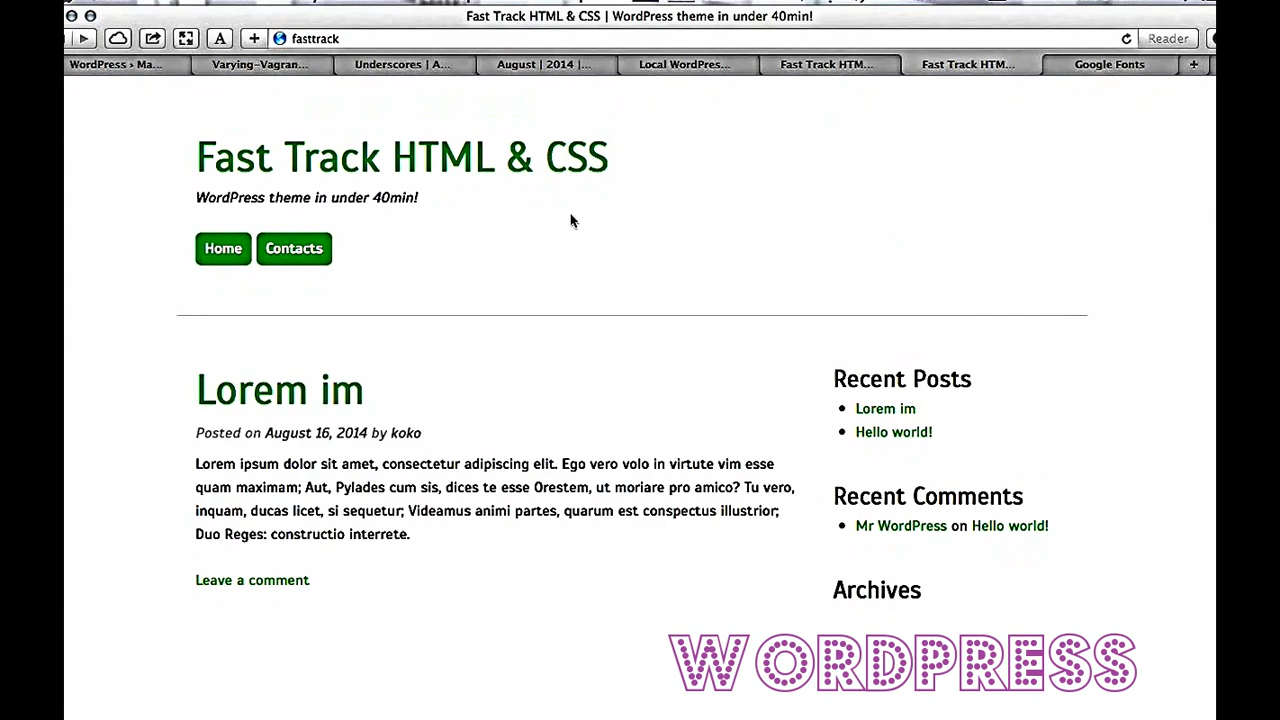 Fast Track HTML & CSS | WordPress theme in under 40min!
A + fasttrack Reader
WordPress › Ma... Varying-Vagran... Underscores | A... August | 2014 |... Local WordPres... Fast Track HTM... Fast Track HTM... Google Fonts +
Fast Track HTML & CSS
WordPress theme in under 40min!
Home Contacts
Lorem im
Posted on August 16, 2014 by koko
Lorem ipsum dolor sit amet, consectetur adipiscing elit. Ego vero volo in virtute vim esse
quam maximam; Aut, Pylades cum sis, dices te esse Orestem, ut moriare pro amico? Tu vero,
inquam, ducas licet, si sequetur; Videamus animi partes, quarum est conspectus illustrior;
Duo Reges: constructio interrete.
Leave a comment
Recent Posts
Lorem im
Hello world!
Recent Comments
Mr WordPress on Hello world!
Archives
WORDPRESS